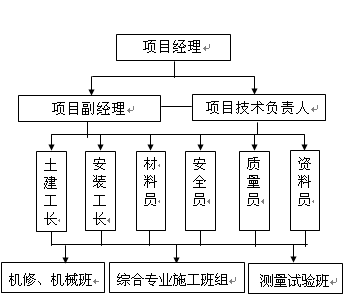 项目经理
项目副经理
项目技术负责人
土建工长
安装工长
材料员
安全员
质量员
资料员
机修、机械班
综合专业施工班组
测量试验班